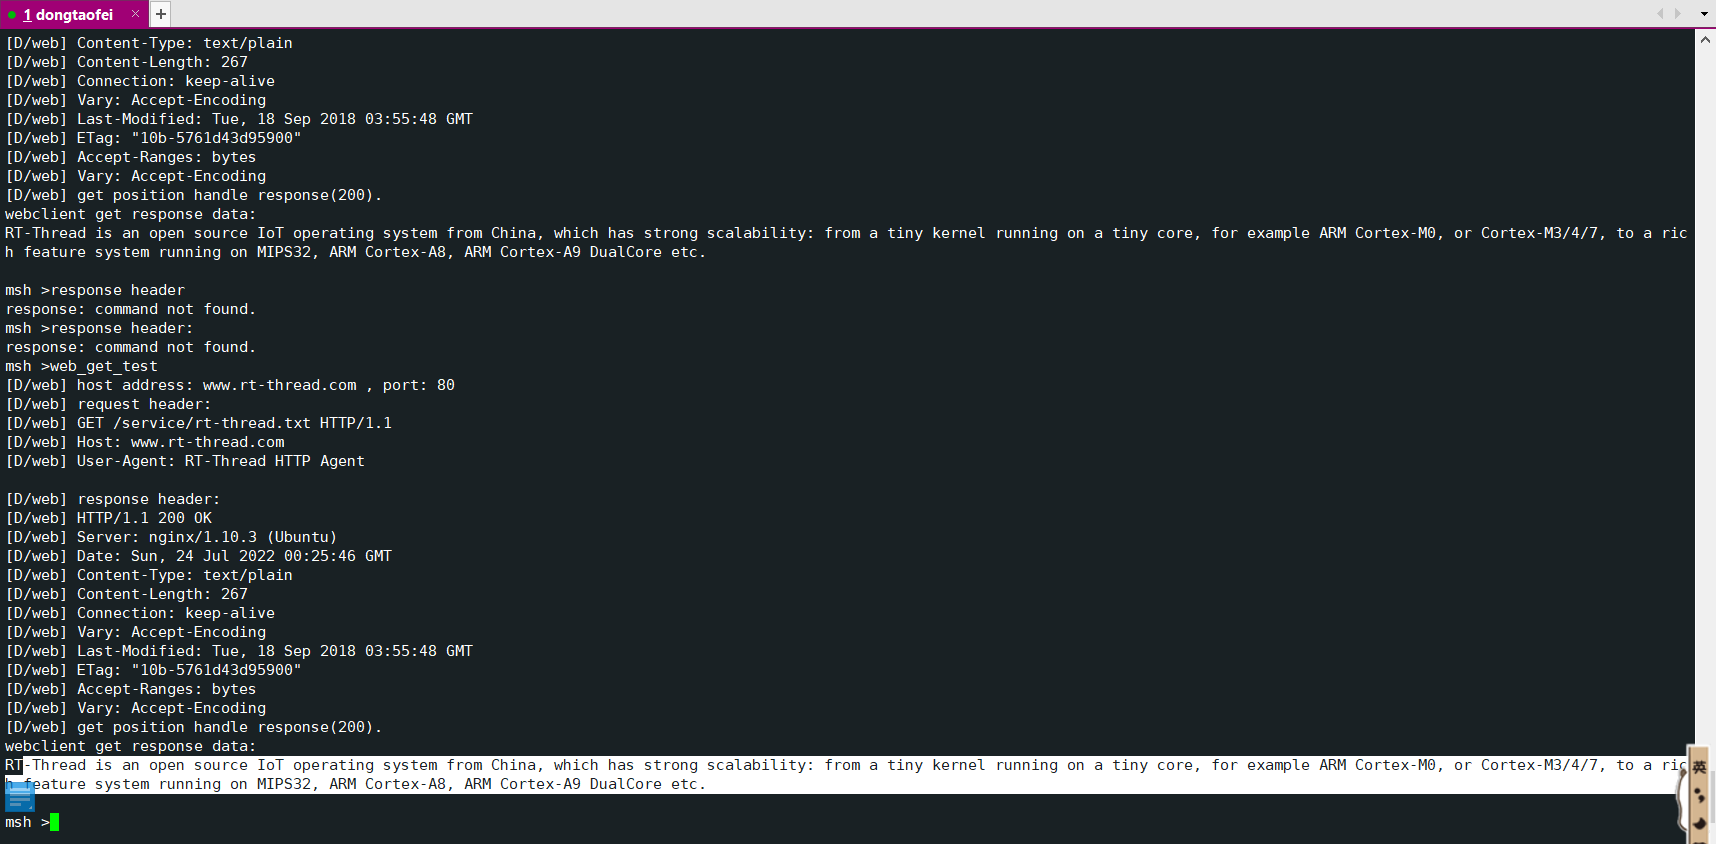 1 dongtaofei
[D/web] Content-Type: text/plain
[D/web] Content-Length: 267
[D/web] Connection: keep-alive
[D/web] Vary: Accept-Encoding
[D/web] Last-Modified: Tue, 18 Sep 2018 03:55:48 GMT
[D/web] ETag: "10b-5761d43d95900"
[D/web] Accept-Ranges: bytes
[D/web] Vary: Accept-Encoding
[D/web] get position handle response(200).
webclient get response data:
RT-Thread is an open source IoT operating system from China, which has strong scalability: from a tiny kernel running on a tiny core, for example ARM Cortex-M0, or Cortex-M3/4/7, to a ric
h feature system running on MIPS32, ARM Cortex-A8, ARM Cortex-A9 DualCore etc.
msh >response header
response: command not found.
msh >response header:
response: command not found.
msh >web_get_test
[D/web] host address: www.rt-thread.com , port: 80
[D/web] request header:
[D/web] GET /service/rt-thread.txt HTTP/1.1
[D/web] Host: www.rt-thread.com
[D/web] User-Agent: RT-Thread HTTP Agent
[D/web] response header:
[D/web] HTTP/1.1 200 OK
[D/web] Server: nginx/1.10.3 (Ubuntu)
[D/web] Date: Sun, 24 Jul 2022 00:25:46 GMT
[D/web] Content-Type: text/plain
[D/web] Content-Length: 267
[D/web] Connection: keep-alive
[D/web] Vary: Accept-Encoding
[D/web] Last-Modified: Tue, 18 Sep 2018 03:55:48 GMT
[D/web] ETag: "10b-5761d43d95900"
[D/web] Accept-Ranges: bytes
[D/web] Vary: Accept-Encoding
[D/web] get position handle response(200).
webclient get response data:
RT-Thread is an open source IoT operating system from China, which has strong scalability: from a tiny kernel running on a tiny core, for example ARM Cortex-M0, or Cortex-M3/4/7, to a ric
h feature system running on MIPS32, ARM Cortex-A8, ARM Cortex-A9 DualCore etc.
英
msh >